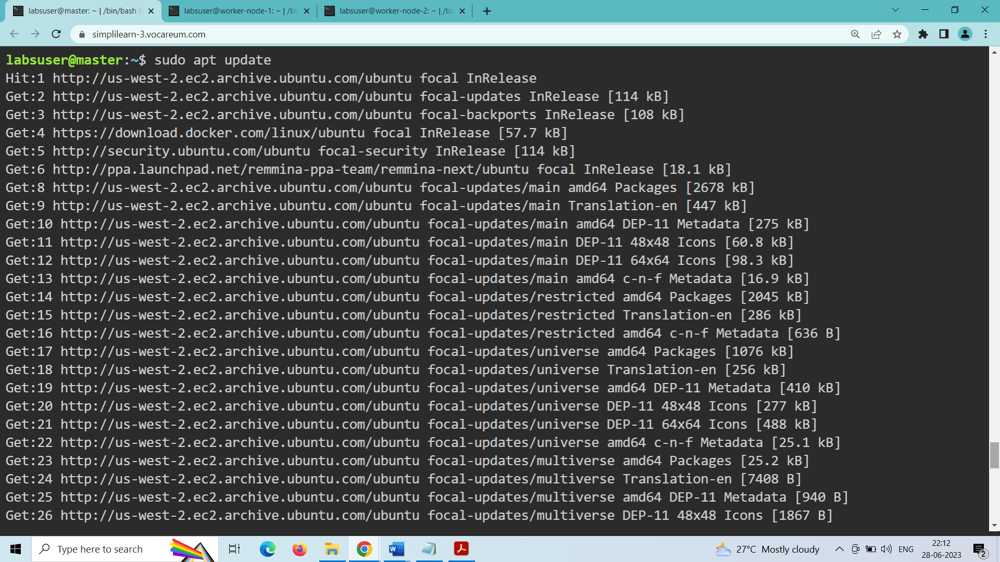 labsuser@master: ~ | /bin/bash
labsuser@worker-node-1: ~ | /bi
labsuser@worker-node-2: ~ | /bi
simplilearn-3.vocareum.com
labsuser@master:~$ sudo apt update
Hit:1 http://us-west-2.ec2.archive.ubuntu.com/ubuntu focal InRelease
Get:2 http://us-west-2.ec2.archive.ubuntu.com/ubuntu focal-updates InRelease [114 kB]
Get:3 http://us-west-2.ec2.archive.ubuntu.com/ubuntu focal-backports InRelease [108 kB]
Get:4 https://download.docker.com/linux/ubuntu focal InRelease [57.7 kB]
Get:5 http://security.ubuntu.com/ubuntu focal-security InRelease [114 kB]
Get:6 http://ppa.launchpad.net/remmina-ppa-team/remmina-next/ubuntu focal InRelease [18.1 kB]
Get:8 http://us-west-2.ec2.archive.ubuntu.com/ubuntu focal-updates/main amd64 Packages [2678 kB]
Get:9 http://us-west-2.ec2.archive.ubuntu.com/ubuntu focal-updates/main Translation-en [447 kB]
Get:10 http://us-west-2.ec2.archive.ubuntu.com/ubuntu focal-updates/main amd64 DEP-11 Metadata [275 kB]
Get:11 http://us-west-2.ec2.archive.ubuntu.com/ubuntu focal-updates/main DEP-11 48x48 Icons [60.8 kB]
Get:12 http://us-west-2.ec2.archive.ubuntu.com/ubuntu focal-updates/main DEP-11 64x64 Icons [98.3 kB]
Get:13 http://us-west-2.ec2.archive.ubuntu.com/ubuntu focal-updates/main amd64 c-n-f Metadata [16.9 kB]
Get:14 http://us-west-2.ec2.archive.ubuntu.com/ubuntu focal-updates/restricted amd64 Packages [2045 kB]
Get:15 http://us-west-2.ec2.archive.ubuntu.com/ubuntu focal-updates/restricted Translation-en [286 kB]
Get:16 http://us-west-2.ec2.archive.ubuntu.com/ubuntu focal-updates/restricted amd64 c-n-f Metadata [636 B]
Get:17 http://us-west-2.ec2.archive.ubuntu.com/ubuntu focal-updates/universe amd64 Packages [1076 kB]
Get:18 http://us-west-2.ec2.archive.ubuntu.com/ubuntu focal-updates/universe Translation-en [256 kB]
Get:19 http://us-west-2.ec2.archive.ubuntu.com/ubuntu focal-updates/universe amd64 DEP-11 Metadata [410 kB]
Get:20 http://us-west-2.ec2.archive.ubuntu.com/ubuntu focal-updates/universe DEP-11 48x48 Icons [277 kB]
Get:21 http://us-west-2.ec2.archive.ubuntu.com/ubuntu focal-updates/universe DEP-11 64x64 Icons [488 kB]
Get:22 http://us-west-2.ec2.archive.ubuntu.com/ubuntu focal-updates/universe amd64 c-n-f Metadata [25.1 kB]
Get:23 http://us-west-2.ec2.archive.ubuntu.com/ubuntu focal-updates/multiverse amd64 Packages [25.2 kB]
Get:24 http://us-west-2.ec2.archive.ubuntu.com/ubuntu focal-updates/multiverse Translation-en [7408 B]
Get:25 http://us-west-2.ec2.archive.ubuntu.com/ubuntu focal-updates/multiverse amd64 DEP-11 Metadata [940 B]
Get:26 http://us-west-2.ec2.archive.ubuntu.com/ubuntu focal-updates/multiverse DEP-11 48x48 Icons [1867 B]
Type here to search
27°C Mostly cloudy
ENG
22:12
28-06-2023
2